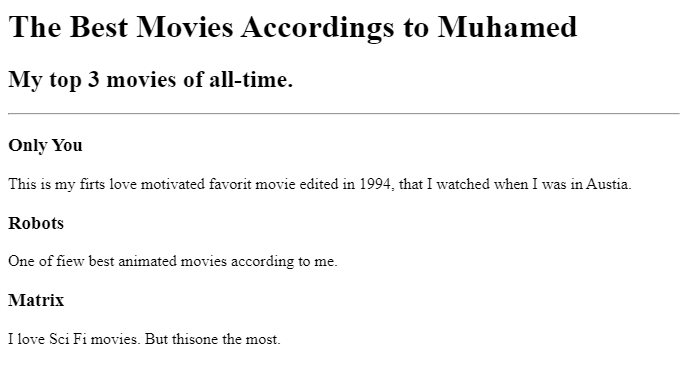 The Best Movies Accordings to Muhamed
My top 3 movies of all-time.
Only You
This is my firts love motivated favorit movie edited in 1994, that I watched when I was in Austia.
Robots
One of fiew best animated movies according to me.
Matrix
I love Sci Fi movies. But thisone the most.